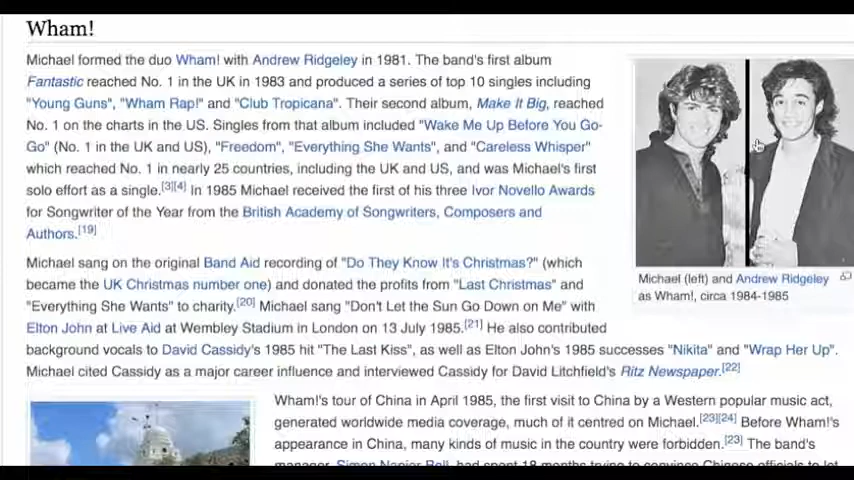 Wham!
Michael formed the duo Wham! with Andrew Ridgeley in 1981. The band's first album
Fantastic reached No. 1 in the UK in 1983 and produced a series of top 10 singles including
"Young Guns", "Wham Rap!" and "Club Tropicana". Their second album, Make It Big, reached
No. 1 on the charts in the US. Singles from that album included "Wake Me Up Before You Go-
Go" (No. 1 in the UK and US), "Freedom", "Everything She Wants", and "Careless Whisper"
which reached No. 1 in nearly 25 countries, including the UK and US, and was Michael's first
solo effort as a single.[3][4] In 1985 Michael received the first of his three Ivor Novello Awards
for Songwriter of the Year from the British Academy of Songwriters, Composers and
Authors.[19]
Michael (left) and Andrew Ridgeley
as Wham!, circa 1984-1985
Michael sang on the original Band Aid recording of "Do They Know It's Christmas?" (which
became the UK Christmas number one) and donated the profits from "Last Christmas" and
"Everything She Wants" to charity.[20] Michael sang "Don't Let the Sun Go Down on Me" with
Elton John at Live Aid at Wembley Stadium in London on 13 July 1985.[21] He also contributed
background vocals to David Cassidy's 1985 hit "The Last Kiss", as well as Elton John's 1985 successes "Nikita" and "Wrap Her Up".
Michael cited Cassidy as a major career influence and interviewed Cassidy for David Litchfield's Ritz Newspaper.[22]
Wham!'s tour of China in April 1985, the first visit to China by a Western popular music act,
generated worldwide media coverage, much of it centred on Michael.[23][24] Before Wham!'s
appearance in China, many kinds of music in the country were forbidden.[23] The band's
manager, Simon Napier-Bell, had spent 18 months trying to convince Chinese officials to let